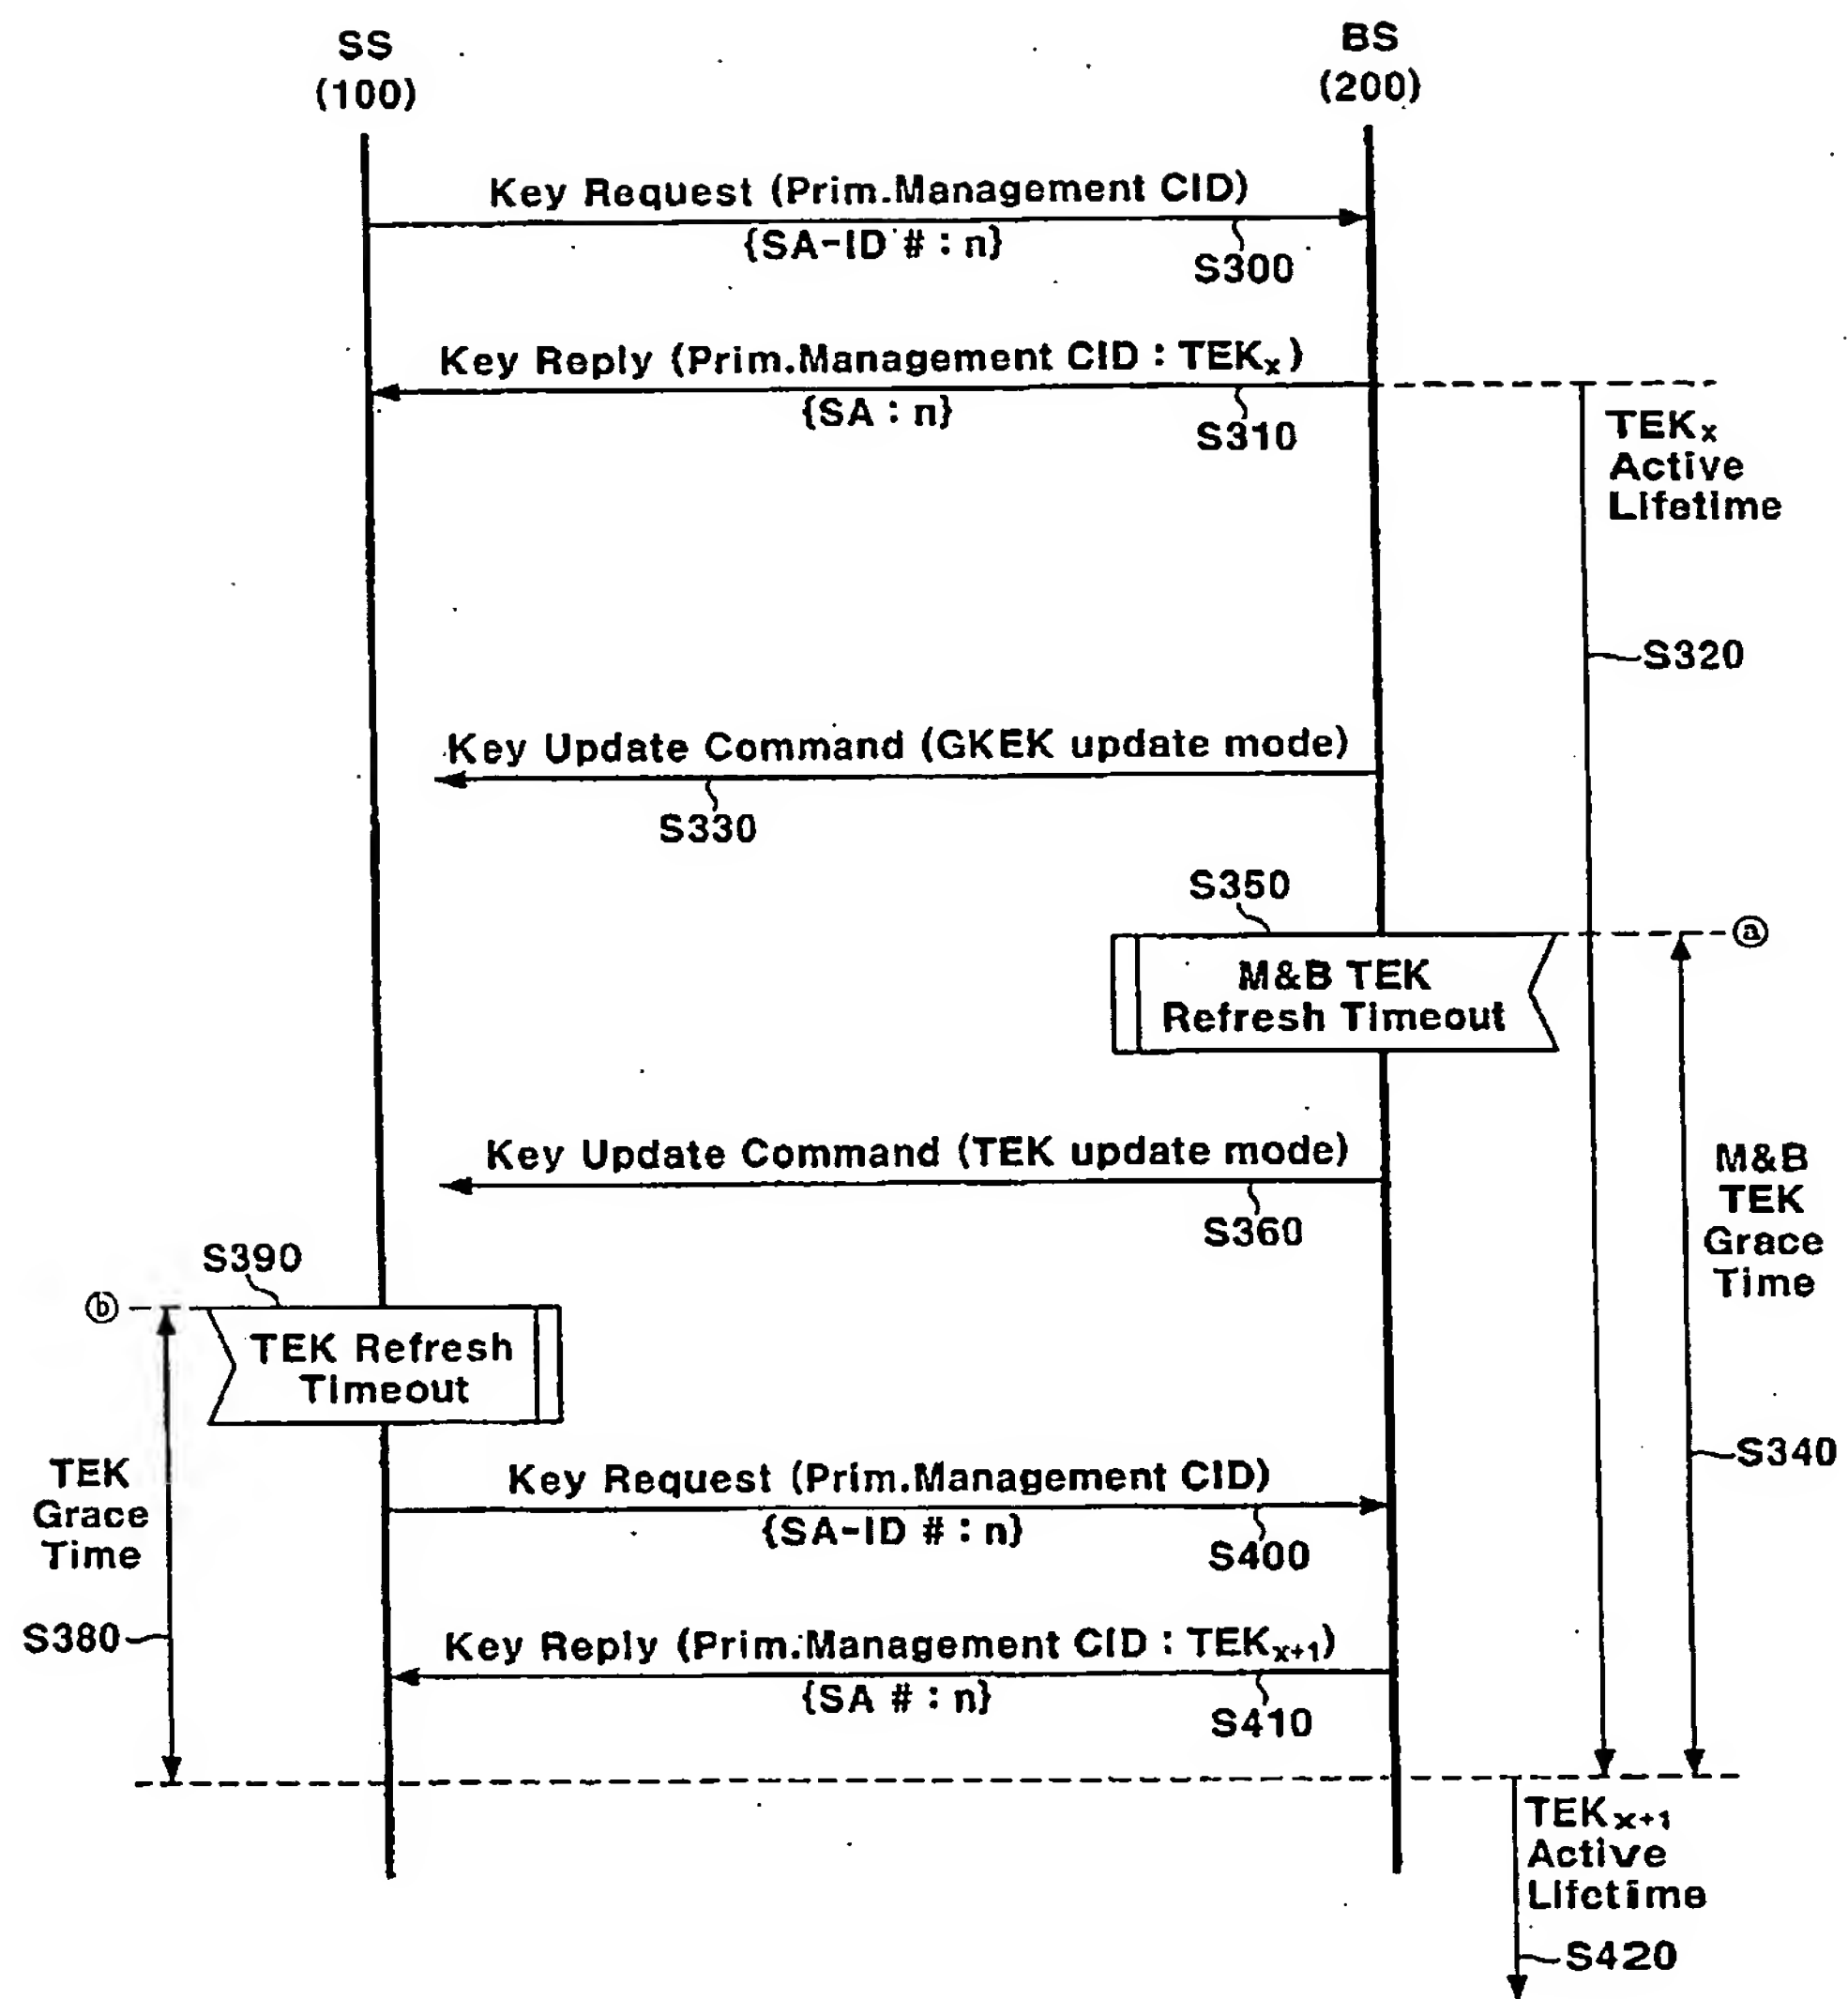 SS
(100)
BS
(200)
Key Request (Prim.Management CID)
{SA-ID # : n}
S300
Key Reply (Prim.Management CID : TEKx)
{SA : n}
S310
TEKx
Active
Lifetime
S320
Key Update Command (GKEK update mode)
S330
S350
ⓐ
M&B TEK
Refresh Timeout
Key Update Command (TEK update mode)
S360
M&B
TEK
Grace
Time
S390
ⓑ
TEK Refresh
Timeout
S340
TEK
Grace
Time
Key Request (Prim.Management CID)
{SA-ID # : n}
S400
S380
Key Reply (Prim.Management CID : TEKx+1)
{SA # : n}
S410
TEKx+1
Active
Lifetime
S420